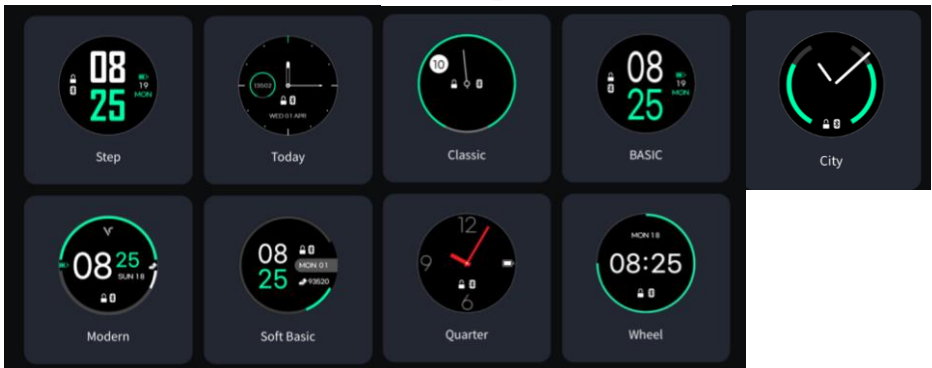 08
25
19
MON
Step
13502
WED 01 APR
Today
10
Classic
08
25
19
MON
BASIC
City
08
25
SUN 18
Modern
08
25
MON 01
93520
Soft Basic
12
9
6
Quarter
MON 18
08:25
Wheel